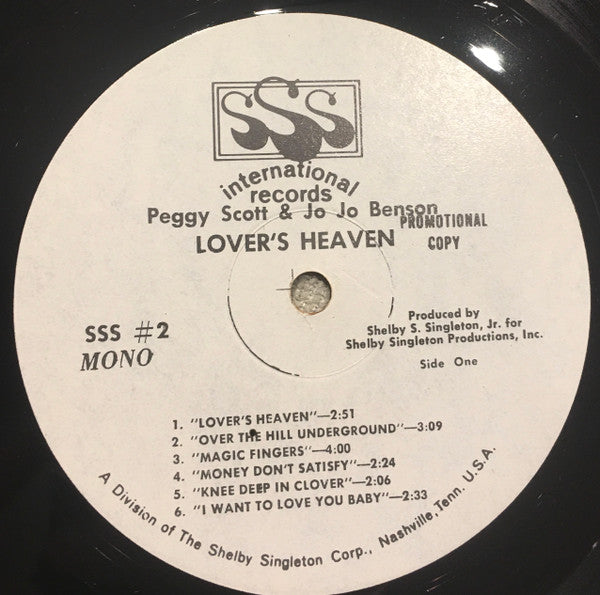 SSS
international
records
Peggy Scott & Jo Jo Benson
LOVER'S HEAVEN
PROMOTIONAL
COPY
SSS #2
MONO
Produced by
Shelby S. Singleton, Jr. for
Shelby Singleton Productions, Inc.
Side One
1. "LOVER'S HEAVEN"—2:51
2. "OVER THE HILL UNDERGROUND"—3:09
3. "MAGIC FINGERS"—4:00
4. "MONEY DON'T SATISFY"—2:24
5. "KNEE DEEP IN CLOVER"—2:06
6. "I WANT TO LOVE YOU BABY"—2:33
A Division of The Shelby Singleton Corp., Nashville, Tenn. U.S.A.